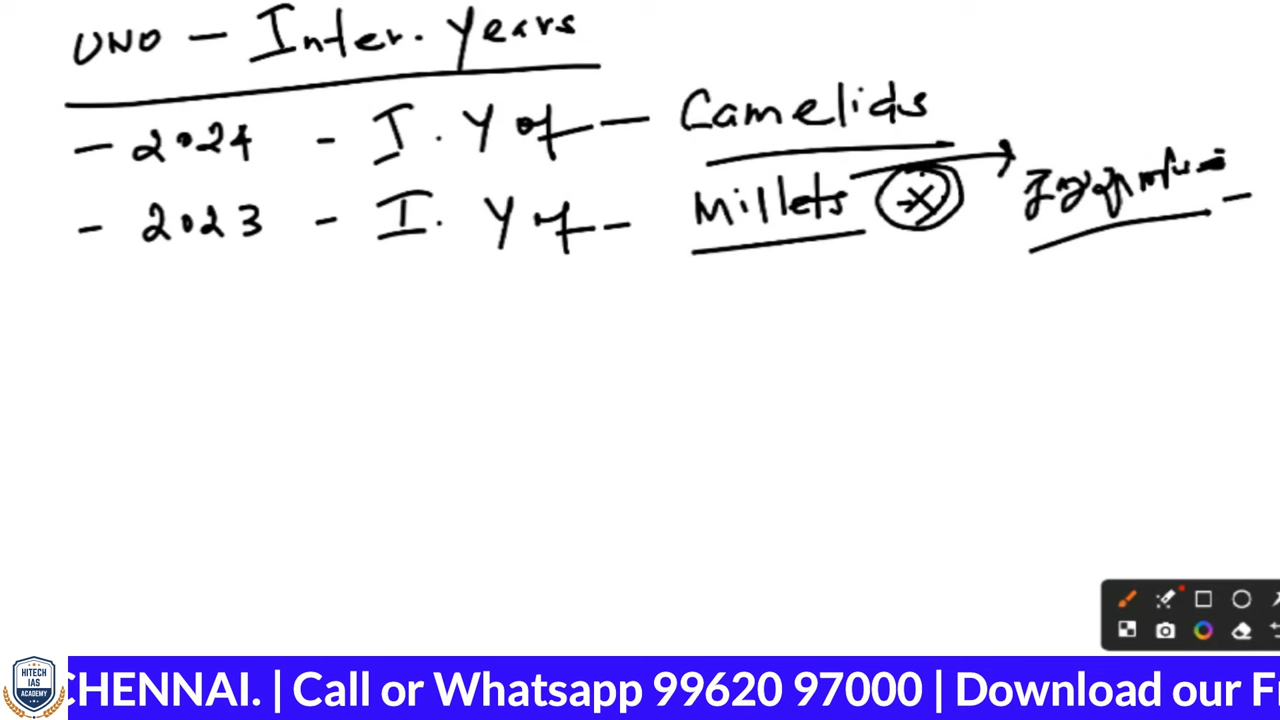 UNO - Inter. Years
- 2024 - I. Y of - Camelids
- 2023 - I. Y of - Millets
HITECH
IAS
ACADEMY
CHENNAI. | Call or Whatsapp 99620 97000 | Download our F